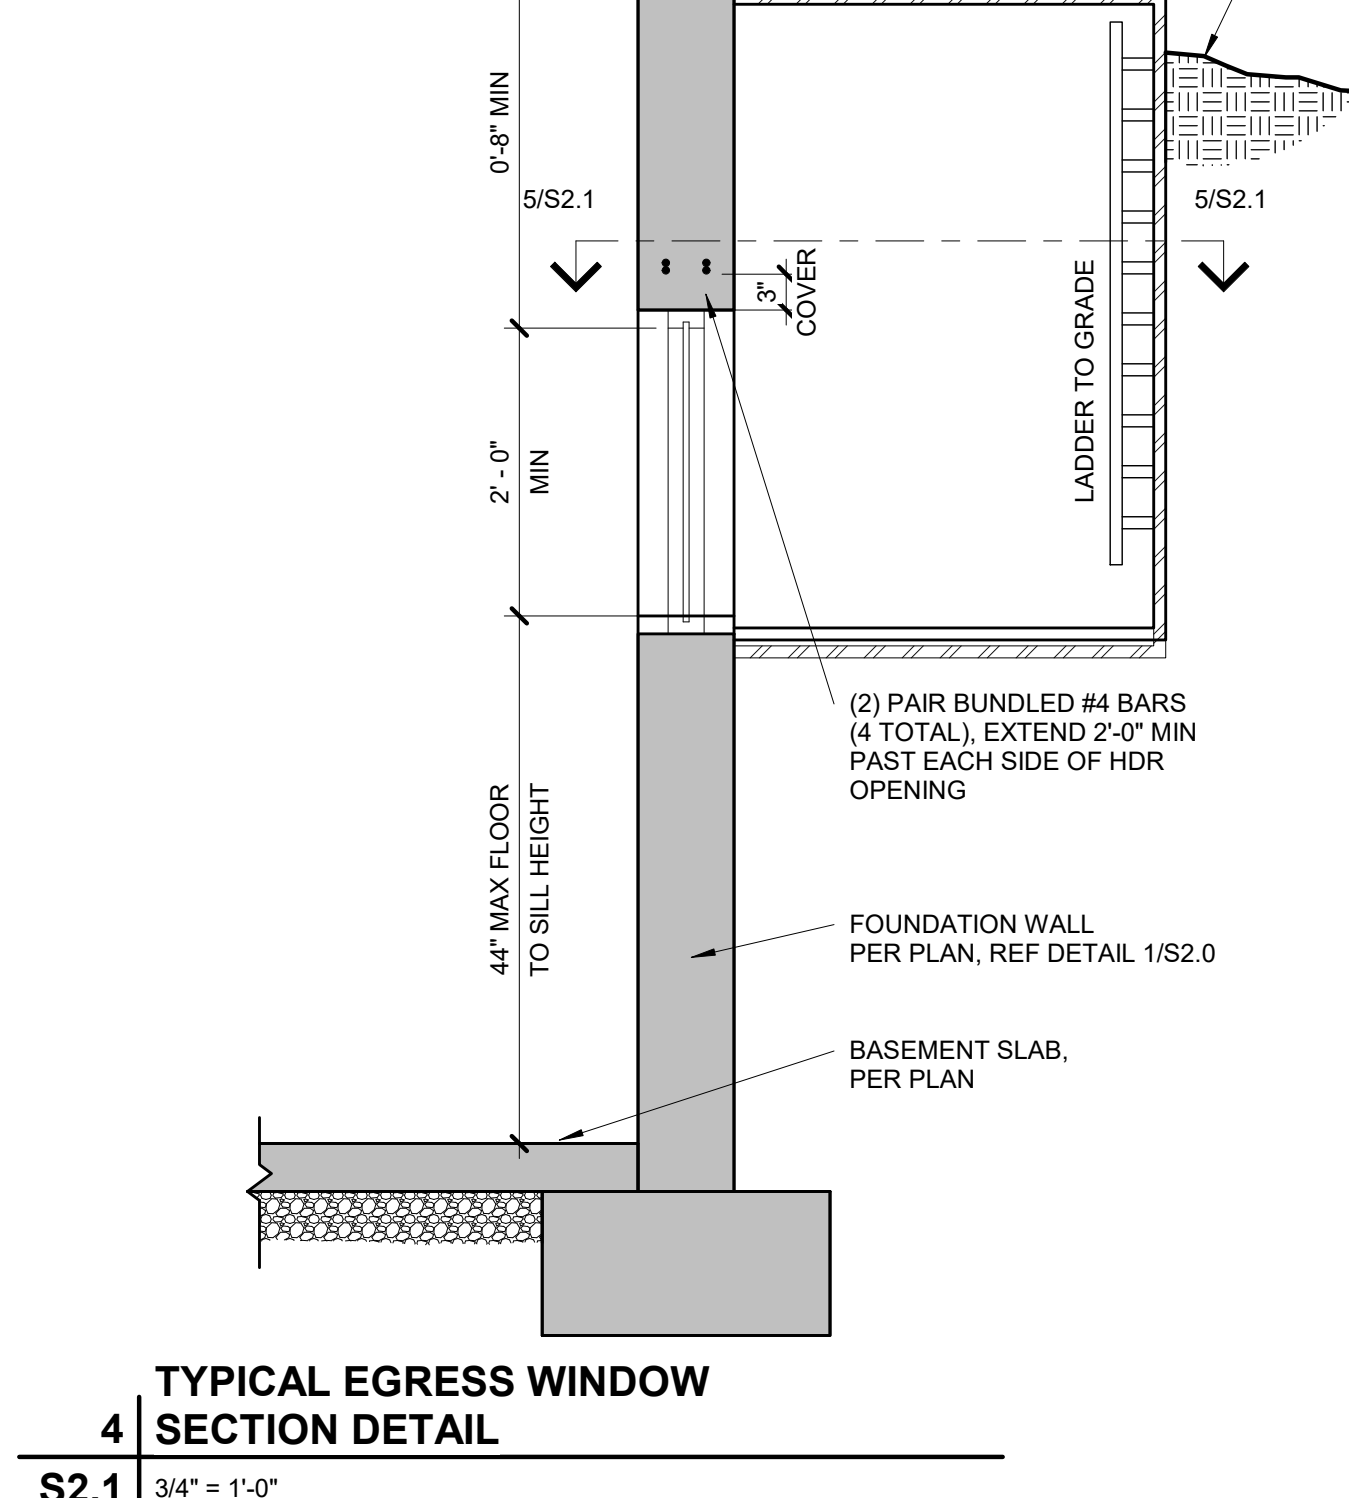 0'-8" MIN
5/S2.1
5/S2.1
3"
COVER
LADDER TO GRADE
2' - 0"
MIN
(2) PAIR BUNDLED #4 BARS
(4 TOTAL), EXTEND 2'-0" MIN
PAST EACH SIDE OF HDR
OPENING
44" MAX FLOOR
TO SILL HEIGHT
FOUNDATION WALL
PER PLAN, REF DETAIL 1/S2.0
BASEMENT SLAB,
PER PLAN
TYPICAL EGRESS WINDOW
4 SECTION DETAIL
S2.1 3/4" = 1'-0"